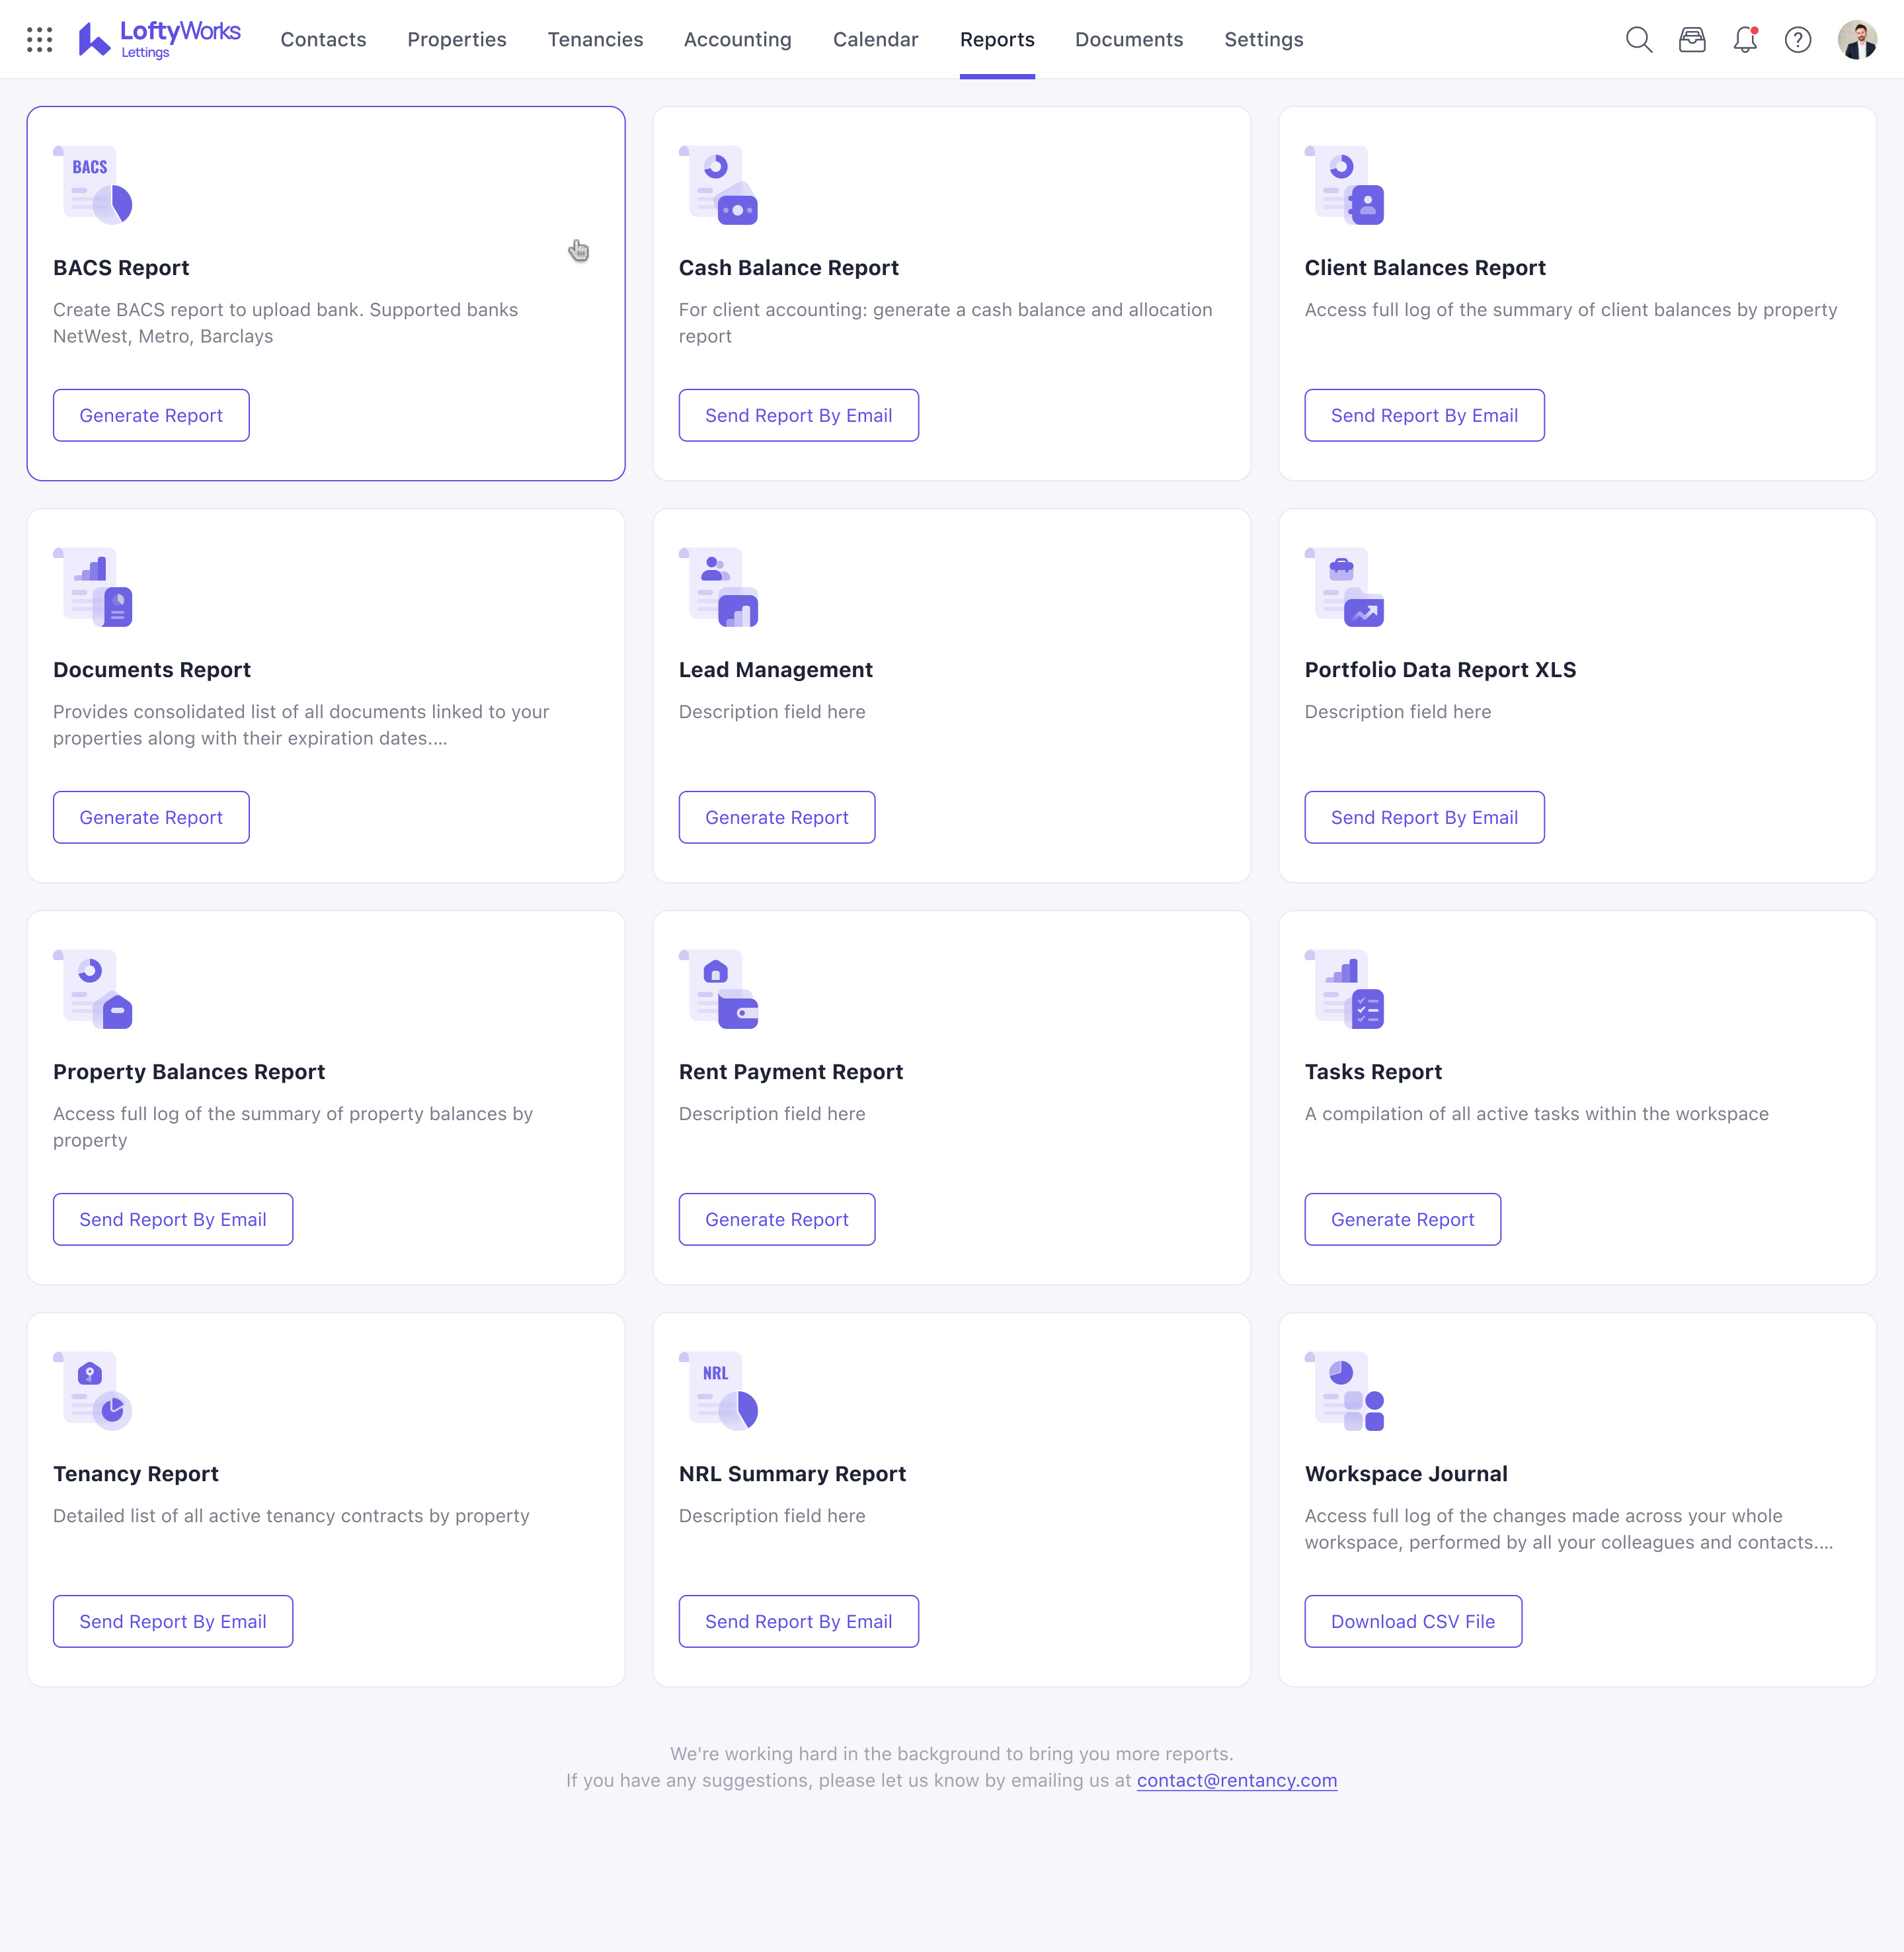 LoftyWorks
Lettings
Contacts
Properties
Tenancies
Accounting
Calendar
Reports
Documents
Settings
BACS
BACS Report
Create BACS report to upload bank. Supported banks
NetWest, Metro, Barclays
Generate Report
Cash Balance Report
For client accounting: generate a cash balance and allocation
report
Send Report By Email
Client Balances Report
Access full log of the summary of client balances by property
Send Report By Email
Documents Report
Provides consolidated list of all documents linked to your
properties along with their expiration dates....
Generate Report
Lead Management
Description field here
Generate Report
Portfolio Data Report XLS
Description field here
Send Report By Email
Property Balances Report
Access full log of the summary of property balances by
property
Send Report By Email
Rent Payment Report
Description field here
Generate Report
Tasks Report
A compilation of all active tasks within the workspace
Generate Report
Tenancy Report
Detailed list of all active tenancy contracts by property
Send Report By Email
NRL
NRL Summary Report
Description field here
Send Report By Email
Workspace Journal
Access full log of the changes made across your whole
workspace, performed by all your colleagues and contacts....
Download CSV File
We're working hard in the background to bring you more reports.
If you have any suggestions, please let us know by emailing us at contact@rentancy.com